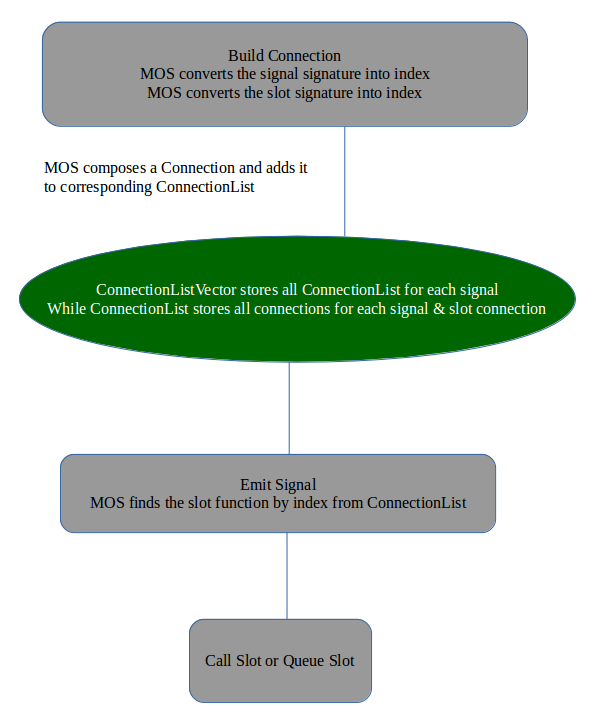 Build Connection
MOS converts the signal signature into index
MOS converts the slot signature into index
MOS composes a Connection and adds it
to corresponding ConnectionList
ConnectionListVector stores all ConnectionList for each signal
While ConnectionList stores all connections for each signal & slot connection
Emit Signal
MOS finds the slot function by index from ConnectionList
Call Slot or Queue Slot